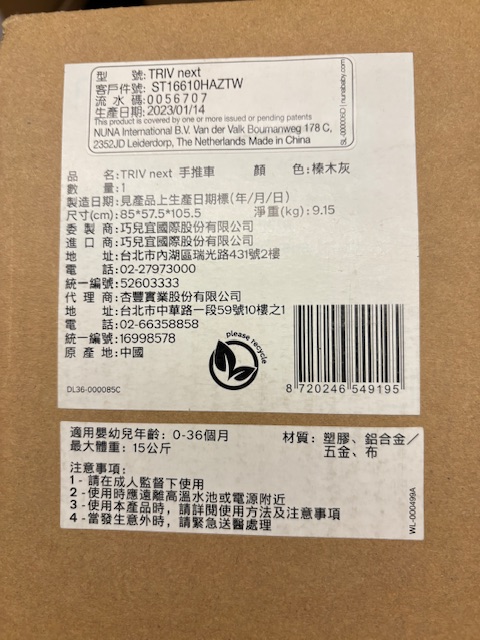 型 號: TRIV next
客戶件號: ST16610HAZTW
流 水 碼: 0056707
生產日期: 2023/01/14
This product is covered by one or more issued or pending patents
NUNA International B.V. Van der Valk Boumanweg 178 C,
2352JD Leiderdorp, The Netherlands Made in China
SL-000005CJ | nunababy.com
品 名:TRIV next 手推車 顏 色:榛木灰
數 量:1
製造日期:見產品上生產日期標(年/月/日)
尺寸(cm):85*57.5*105.5 淨重(kg):9.15
委 製 商:巧兒宜國際股份有限公司
進 口 商:巧兒宜國際股份有限公司
地 址:台北市內湖區瑞光路431號2樓
電 話:02-27973000
統一編號:52603333
代 理 商:杏豐實業股份有限公司
地 址:台北市中華路一段59號10樓之1
電 話:02-66358858
統一編號:16998578
原 產 地:中國
please recycle
8 720246 549195
DL36-000085C
適用嬰幼兒年齡: 0-36個月 材質: 塑膠、鋁合金/
最大體重: 15公斤 五金、布
注意事項:
1-請在成人監督下使用
2-使用時應遠離高溫水池或電源附近
3-使用本產品時,請詳閱使用方法及注意事項
4-當發生意外時,請緊急送醫處理
WL-000499A